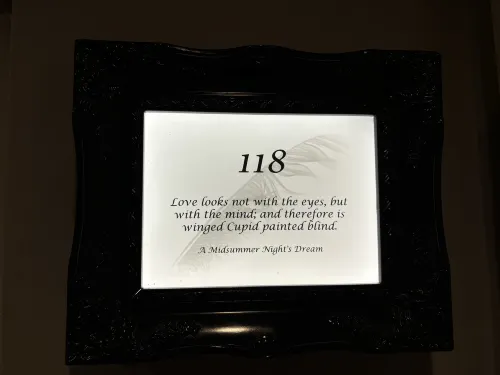 118
Love looks not with the eyes, but
with the mind; and therefore is
winged Cupid painted blind.
A Midsummer Night's Dream